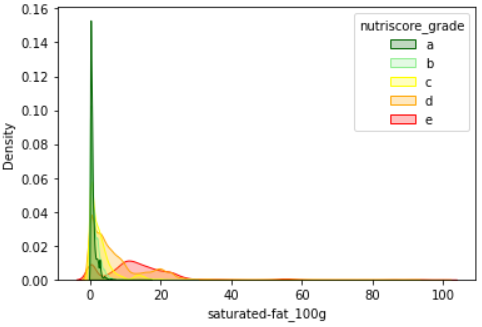 0.16
0.14
0.12
0.10
0.08
0.06
0.04
0.02
0.00
Density
nutriscore_grade
a
b
c
d
e
0 20 40 60 80 100
saturated-fat_100g